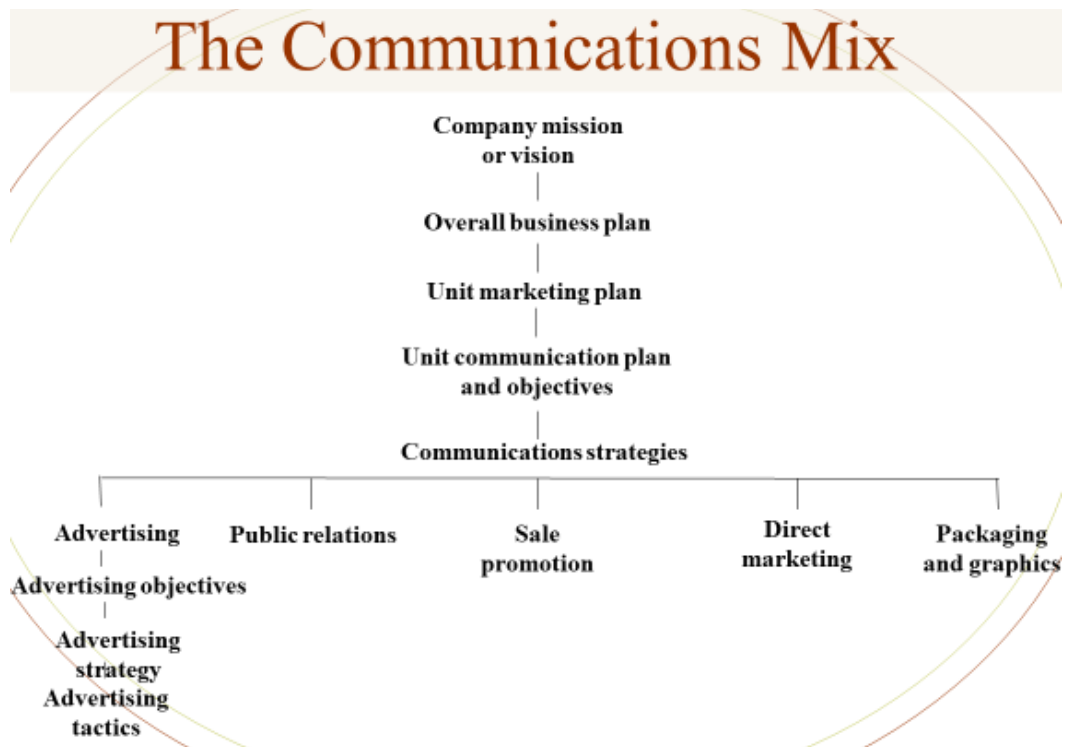 The Communications Mix
Company mission
or vision
Overall business plan
Unit marketing plan
Unit communication plan
and objectives
Communications strategies
Advertising
Public relations
Sale
promotion
Direct
marketing
Packaging
and graphics
Advertising objectives
Advertising
strategy
Advertising
tactics